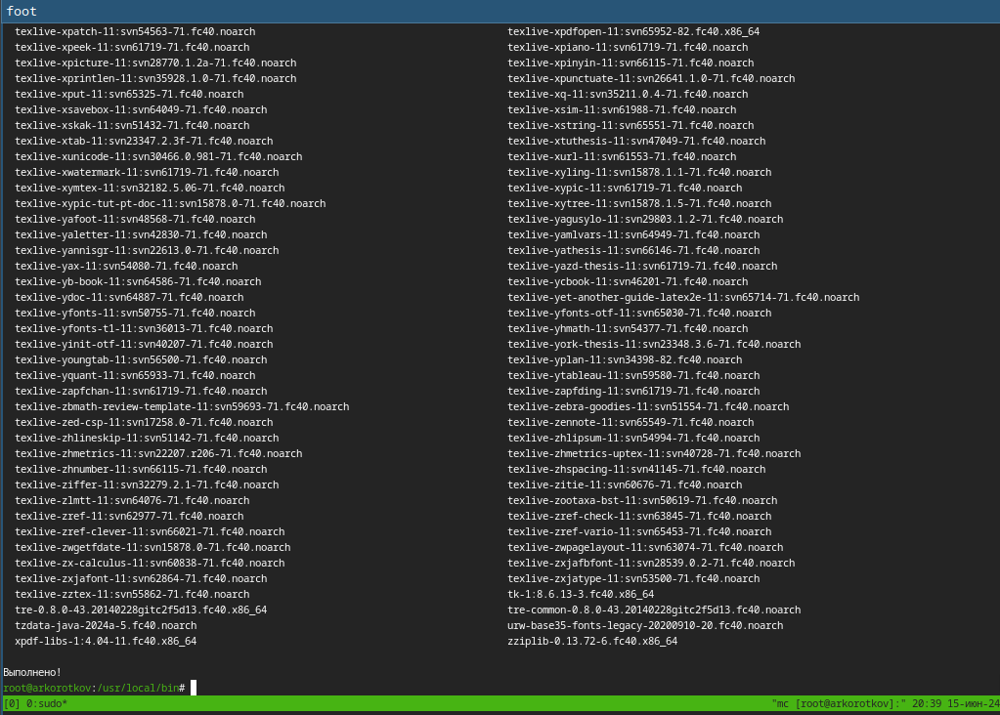 foot
texlive-xpatch-11:svn54563-71.fc40.noarch texlive-xpdfopen-11:svn65952-82.fc40.x86_64
texlive-xpeek-11:svn61719-71.fc40.noarch texlive-xpiano-11:svn61719-71.fc40.noarch
texlive-xpicture-11:svn28770.1.2a-71.fc40.noarch texlive-xpinyin-11:svn66115-71.fc40.noarch
texlive-xprintlen-11:svn35928.1.0-71.fc40.noarch texlive-xpunctuate-11:svn26641.1.0-71.fc40.noarch
texlive-xput-11:svn65325-71.fc40.noarch texlive-xq-11:svn35211.0.4-71.fc40.noarch
texlive-xsavebox-11:svn64049-71.fc40.noarch texlive-xsim-11:svn61988-71.fc40.noarch
texlive-xskak-11:svn51432-71.fc40.noarch texlive-xstring-11:svn65551-71.fc40.noarch
texlive-xtab-11:svn23347.2.3f-71.fc40.noarch texlive-xtuthesis-11:svn47049-71.fc40.noarch
texlive-xunicode-11:svn30466.0.981-71.fc40.noarch texlive-xurl-11:svn61553-71.fc40.noarch
texlive-xwatermark-11:svn61719-71.fc40.noarch texlive-xyling-11:svn15878.1.1-71.fc40.noarch
texlive-xymtex-11:svn32182.5.06-71.fc40.noarch texlive-xypic-11:svn61719-71.fc40.noarch
texlive-xypic-tut-pt-doc-11:svn15878.0-71.fc40.noarch texlive-xytree-11:svn15878.1.5-71.fc40.noarch
texlive-yafoot-11:svn48568-71.fc40.noarch texlive-yagusylo-11:svn29803.1.2-71.fc40.noarch
texlive-yaletter-11:svn42830-71.fc40.noarch texlive-yamlvars-11:svn64949-71.fc40.noarch
texlive-yannisgr-11:svn22613.0-71.fc40.noarch texlive-yathesis-11:svn66146-71.fc40.noarch
texlive-yax-11:svn54080-71.fc40.noarch texlive-yazd-thesis-11:svn61719-71.fc40.noarch
texlive-yb-book-11:svn64586-71.fc40.noarch texlive-ycbook-11:svn46201-71.fc40.noarch
texlive-ydoc-11:svn64887-71.fc40.noarch texlive-yet-another-guide-latex2e-11:svn65714-71.fc40.noarch
texlive-yfonts-11:svn50755-71.fc40.noarch texlive-yfonts-otf-11:svn65030-71.fc40.noarch
texlive-yfonts-t1-11:svn36013-71.fc40.noarch texlive-yhmath-11:svn54377-71.fc40.noarch
texlive-yinit-otf-11:svn40207-71.fc40.noarch texlive-york-thesis-11:svn23348.3.6-71.fc40.noarch
texlive-youngtab-11:svn56500-71.fc40.noarch texlive-yplan-11:svn34398-82.fc40.noarch
texlive-yquant-11:svn65933-71.fc40.noarch texlive-ytableau-11:svn59580-71.fc40.noarch
texlive-zapfchan-11:svn61719-71.fc40.noarch texlive-zapfding-11:svn61719-71.fc40.noarch
texlive-zbmath-review-template-11:svn59693-71.fc40.noarch texlive-zebra-goodies-11:svn51554-71.fc40.noarch
texlive-zed-csp-11:svn17258.0-71.fc40.noarch texlive-zennote-11:svn65549-71.fc40.noarch
texlive-zhlineskip-11:svn51142-71.fc40.noarch texlive-zhlipsum-11:svn54994-71.fc40.noarch
texlive-zhmetrics-11:svn22207.r206-71.fc40.noarch texlive-zhmetrics-uptex-11:svn40728-71.fc40.noarch
texlive-zhnumber-11:svn66115-71.fc40.noarch texlive-zhspacing-11:svn41145-71.fc40.noarch
texlive-ziffer-11:svn32279.2.1-71.fc40.noarch texlive-zitie-11:svn60676-71.fc40.noarch
texlive-zlmtt-11:svn64076-71.fc40.noarch texlive-zootaxa-bst-11:svn50619-71.fc40.noarch
texlive-zref-11:svn62977-71.fc40.noarch texlive-zref-check-11:svn63845-71.fc40.noarch
texlive-zref-clever-11:svn66021-71.fc40.noarch texlive-zref-vario-11:svn65453-71.fc40.noarch
texlive-zwgetfdate-11:svn15878.0-71.fc40.noarch texlive-zwpagelayout-11:svn63074-71.fc40.noarch
texlive-zx-calculus-11:svn60838-71.fc40.noarch texlive-zxjafbfont-11:svn28539.0.2-71.fc40.noarch
texlive-zxjafont-11:svn62864-71.fc40.noarch texlive-zxjatype-11:svn53500-71.fc40.noarch
texlive-zztex-11:svn55862-71.fc40.noarch tk-1:8.6.13-3.fc40.x86_64
tre-0.8.0-43.20140228gitc2f5d13.fc40.x86_64 tre-common-0.8.0-43.20140228gitc2f5d13.fc40.noarch
tzdata-java-2024a-5.fc40.noarch urw-base35-fonts-legacy-20200910-20.fc40.noarch
xpdf-libs-1:4.04-11.fc40.x86_64 zziplib-0.13.72-6.fc40.x86_64
Выполнено!
root@arkorotkov:/usr/local/bin#
[0] 0:sudo* "mc [root@arkorotkov]:" 20:39 15-июн-24